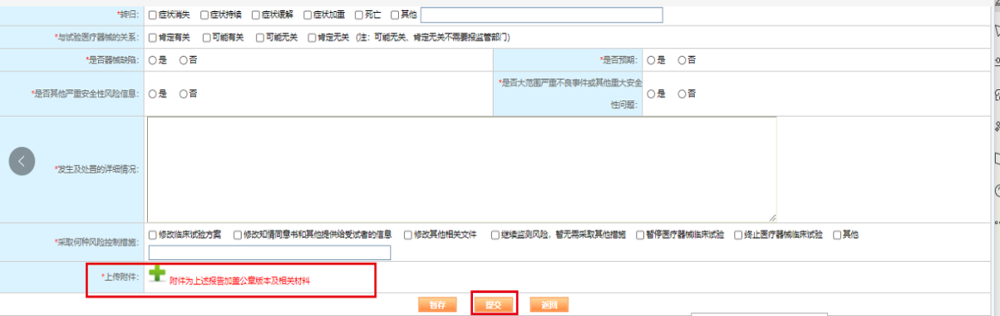 *转归: 症状消失 症状持续 症状缓解 症状加重 死亡 其他
*与试验医疗器械的关系: 肯定有关 可能有关 可能无关 肯定无关 (注: 可能无关、肯定无关不需要报监管部门)
*是否器械缺陷: 是 否 *是否预期: 是 否
*是否大范围严重不良事件或其他重大安全
*是否其他严重安全性风险信息: 是 否 是 否
性问题:
*发生及处置的详细情况:
*采取何种风险控制措施: 修改临床试验方案 修改知情同意书和其他提供给受试者的信息 修改其他相关文件 继续监测风险，暂无需采取其他措施 暂停医疗器械临床试验 终止医疗器械临床试验 其他
*上传附件: 附件为上述报告加盖公章版本及相关材料
暂存 提交 返回